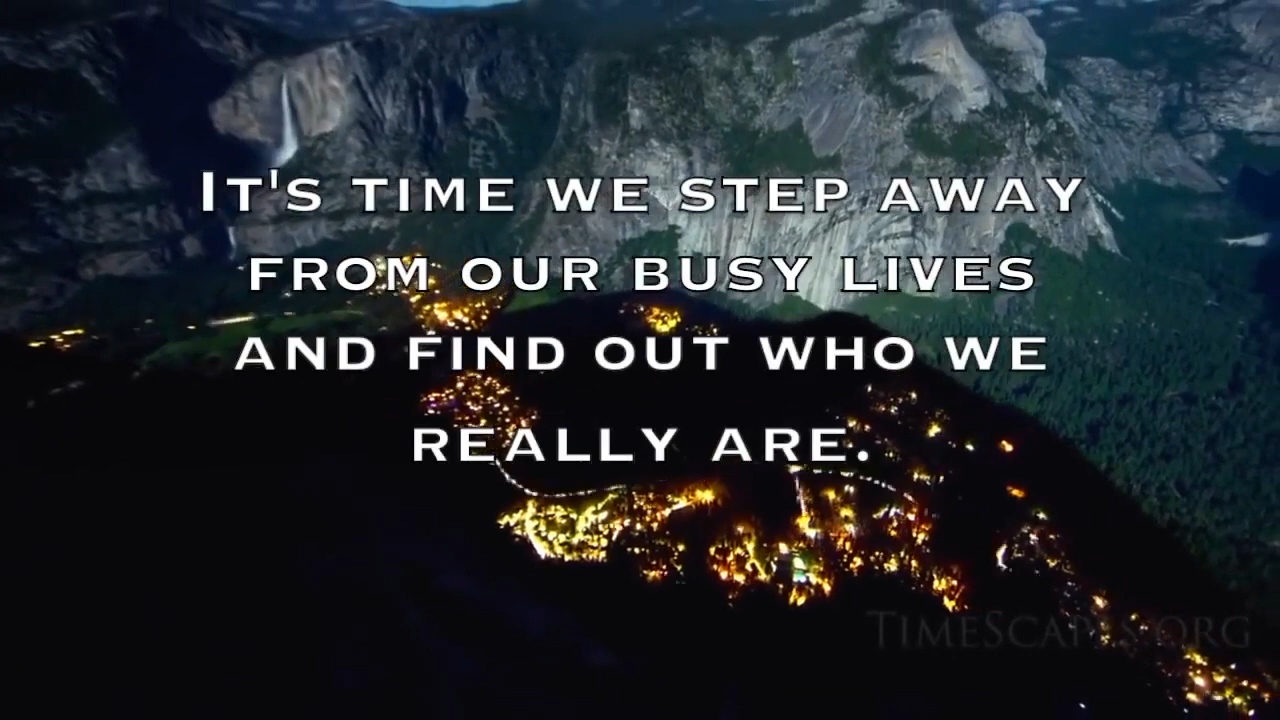 It's time we step away
from our busy lives
and find out who we
really are.
TimeScapes.org